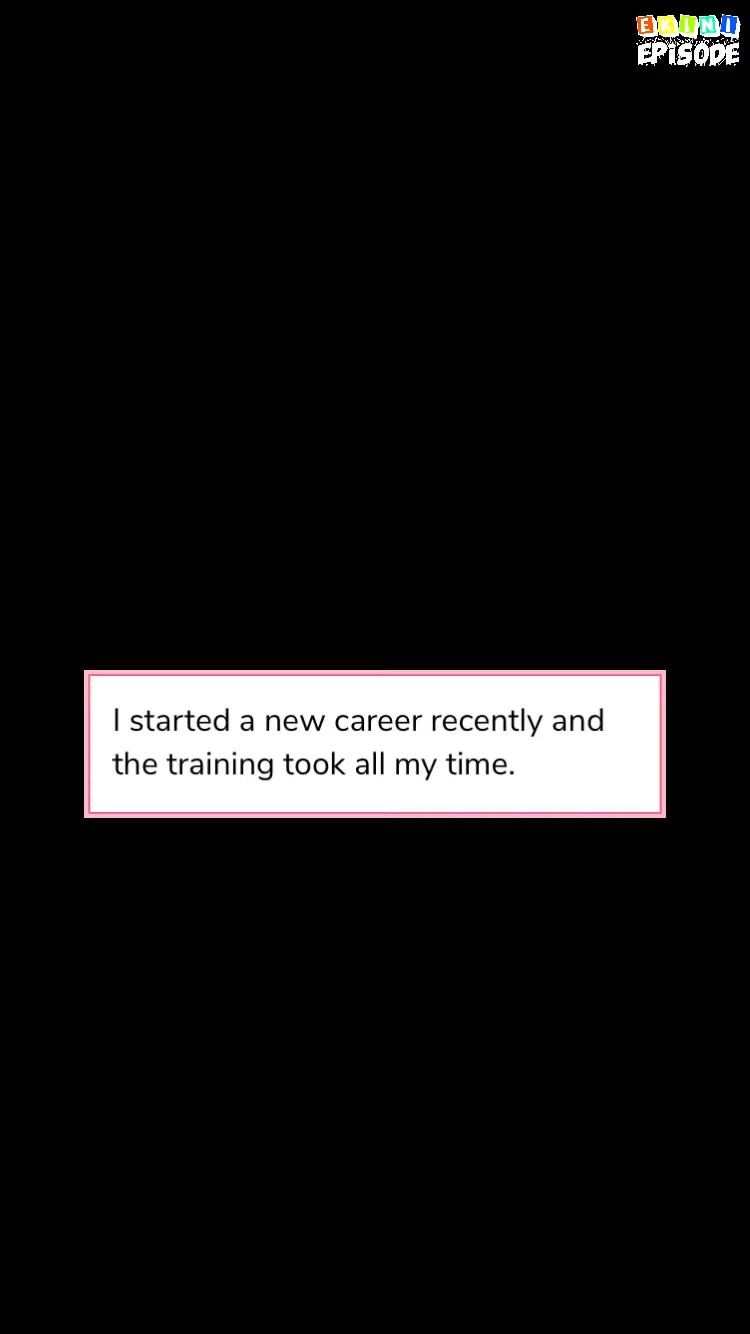 EKINI
EPISODE
I started a new career recently and
the training took all my time.